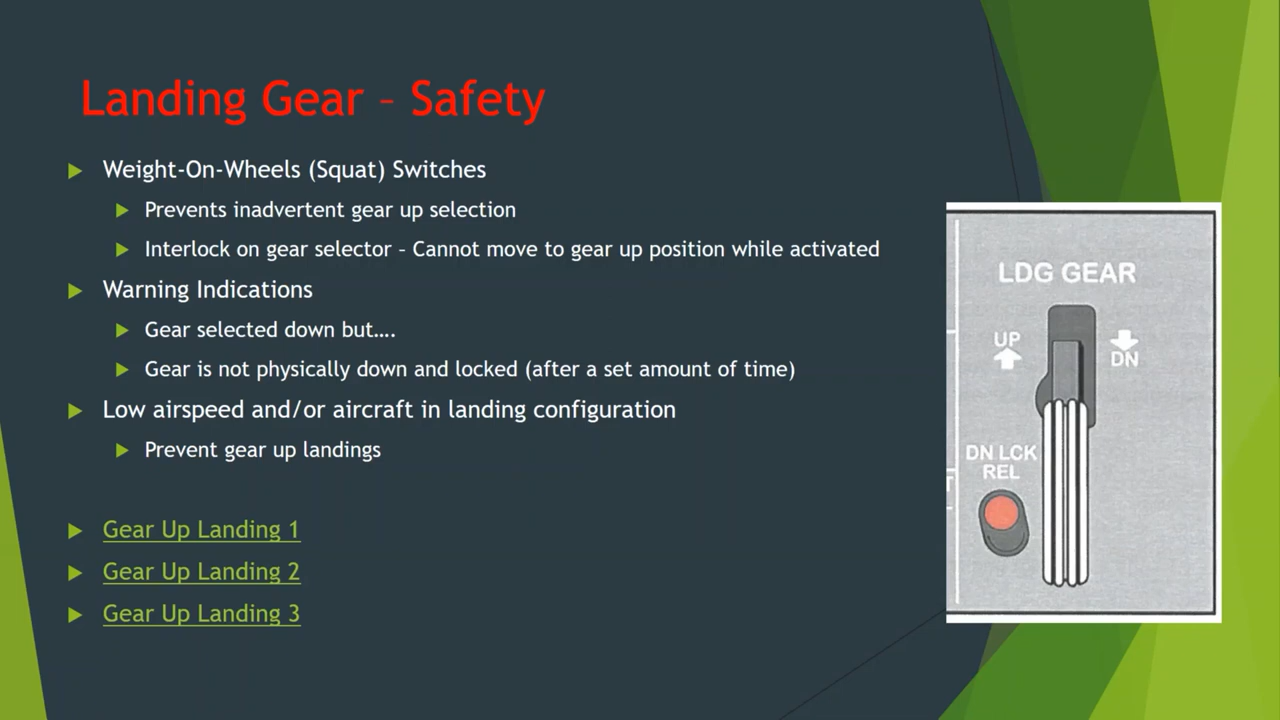 Landing Gear – Safety
Weight-On-Wheels (Squat) Switches
Prevents inadvertent gear up selection
Interlock on gear selector – Cannot move to gear up position while activated
Warning Indications
Gear selected down but….
Gear is not physically down and locked (after a set amount of time)
Low airspeed and/or aircraft in landing configuration
Prevent gear up landings
Gear Up Landing 1
Gear Up Landing 2
Gear Up Landing 3
LDG GEAR
UP
DN
DN LCK
REL